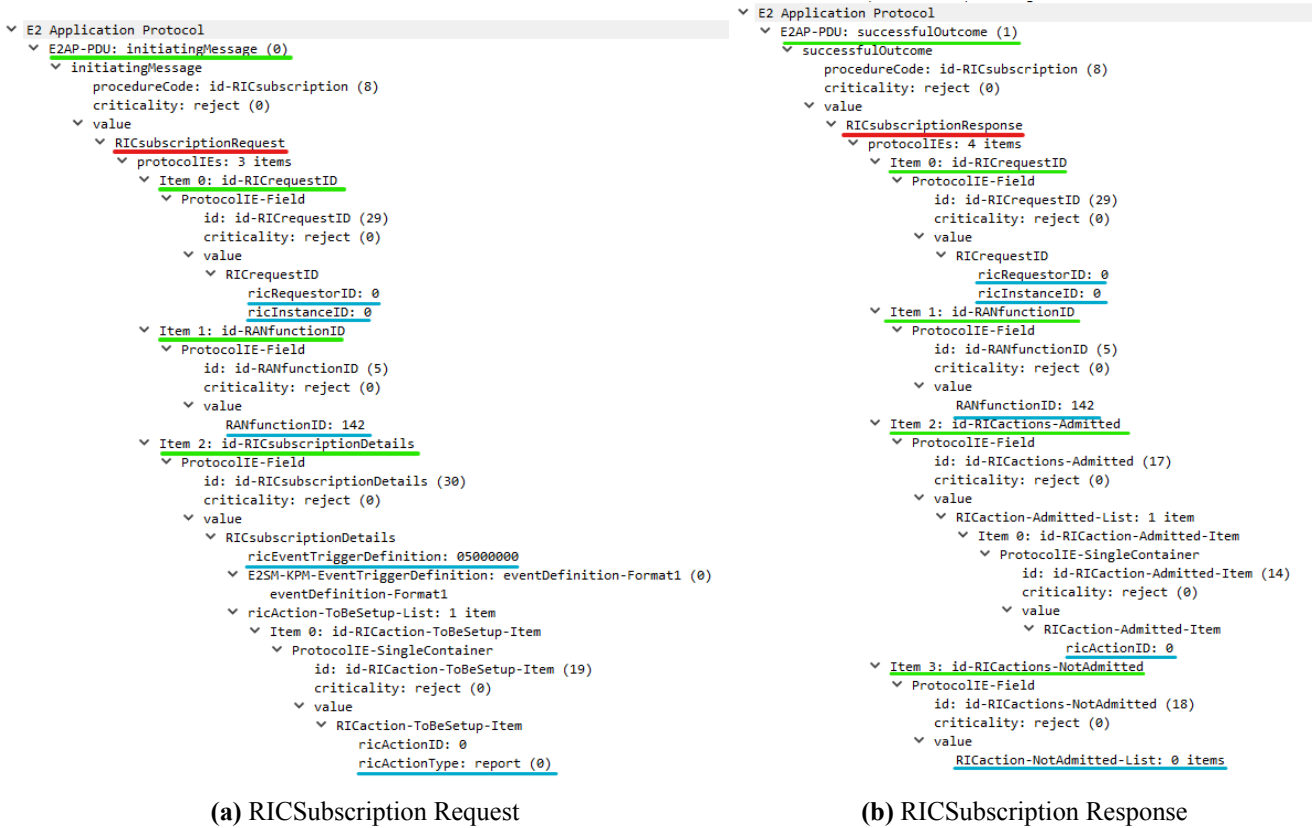 E2 Application Protocol
E2AP-PDU: initiatingMessage (0)
initiatingMessage
procedureCode: id-RICsubscription (8)
criticality: reject (0)
value
RICsubscriptionRequest
protocolIEs: 3 items
Item 0: id-RICrequestID
ProtocolIE-Field
id: id-RICrequestID (29)
criticality: reject (0)
value
RICrequestID
ricRequestorID: 0
ricInstanceID: 0
Item 1: id-RANfunctionID
ProtocolIE-Field
id: id-RANfunctionID (5)
criticality: reject (0)
value
RANfunctionID: 142
Item 2: id-RICsubscriptionDetails
ProtocolIE-Field
id: id-RICsubscriptionDetails (30)
criticality: reject (0)
value
RICsubscriptionDetails
ricEventTriggerDefinition: 05000000
E2SM-KPM-EventTriggerDefinition: eventDefinition-Format1 (0)
eventDefinition-Format1
ricAction-ToBeSetup-List: 1 item
Item 0: id-RICaction-ToBeSetup-Item
ProtocolIE-SingleContainer
id: id-RICaction-ToBeSetup-Item (19)
criticality: reject (0)
value
RICaction-ToBeSetup-Item
ricActionID: 0
ricActionType: report (0)
(a) RICSubscription Request
E2 Application Protocol
E2AP-PDU: successfulOutcome (1)
successfulOutcome
procedureCode: id-RICsubscription (8)
criticality: reject (0)
value
RICsubscriptionResponse
protocolIEs: 4 items
Item 0: id-RICrequestID
ProtocolIE-Field
id: id-RICrequestID (29)
criticality: reject (0)
value
RICrequestID
ricRequestorID: 0
ricInstanceID: 0
Item 1: id-RANfunctionID
ProtocolIE-Field
id: id-RANfunctionID (5)
criticality: reject (0)
value
RANfunctionID: 142
Item 2: id-RICactions-Admitted
ProtocolIE-Field
id: id-RICactions-Admitted (17)
criticality: reject (0)
value
RICaction-Admitted-List: 1 item
Item 0: id-RICaction-Admitted-Item
ProtocolIE-SingleContainer
id: id-RICaction-Admitted-Item (14)
criticality: reject (0)
value
RICaction-Admitted-Item
ricActionID: 0
Item 3: id-RICactions-NotAdmitted
ProtocolIE-Field
id: id-RICactions-NotAdmitted (18)
criticality: reject (0)
value
RICaction-NotAdmitted-List: 0 items
(b) RICSubscription Response